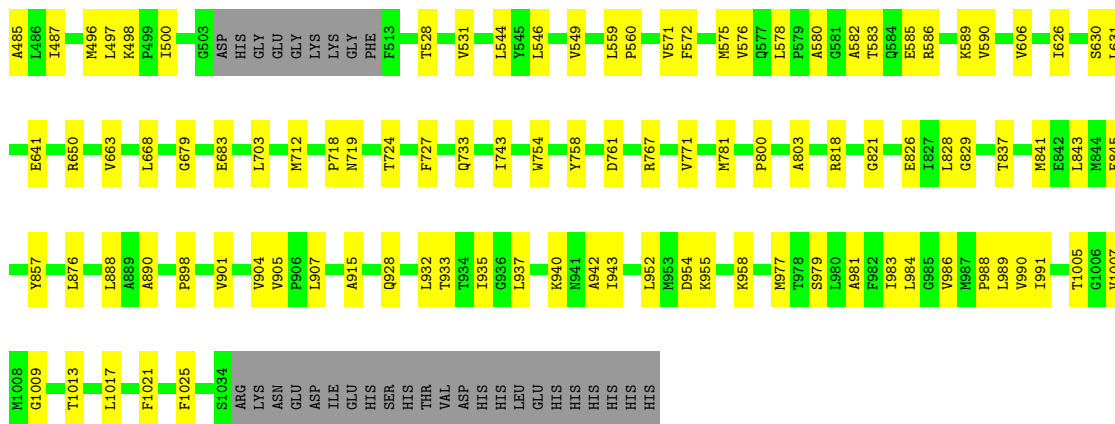 A485 L486 I487 M496 L497 K498 P499 I500 G503 ASP HIS GLY GLU GLY LYS LYS GLY PHE F513 T528 V531 L544 Y545 L546 V549 L559 P560 V571 F572 M575 V576 Q577 L578 P579 A580 G581 A582 T583 Q584 E585 R586 K589 V590 V606 I626 S630 L631
E641 R650 V663 L668 G679 E683 L703 M712 P718 N719 T724 F727 Q733 I743 W754 Y758 D761 R767 V771 M781 P800 A803 R818 G821 E826 I827 L828 G829 T837 M841 E842 L843 M844 E845
Y857 L876 L888 A889 A890 P898 V901 V904 V905 P906 L907 A915 Q928 L932 T933 T934 I935 G936 L937 K940 N941 A942 I943 L952 M953 D954 K955 K958 M977 T978 S979 L980 A981 F982 I983 L984 G985 V986 M987 P988 L989 V990 I991 T1005 G1006 V1007
M1008 G1009 T1013 L1017 F1021 F1025 S1034 ARG LYS ASN GLU ASP ILE GLU HIS SER HIS THR VAL ASP HIS HIS LEU GLU HIS HIS HIS HIS HIS HIS